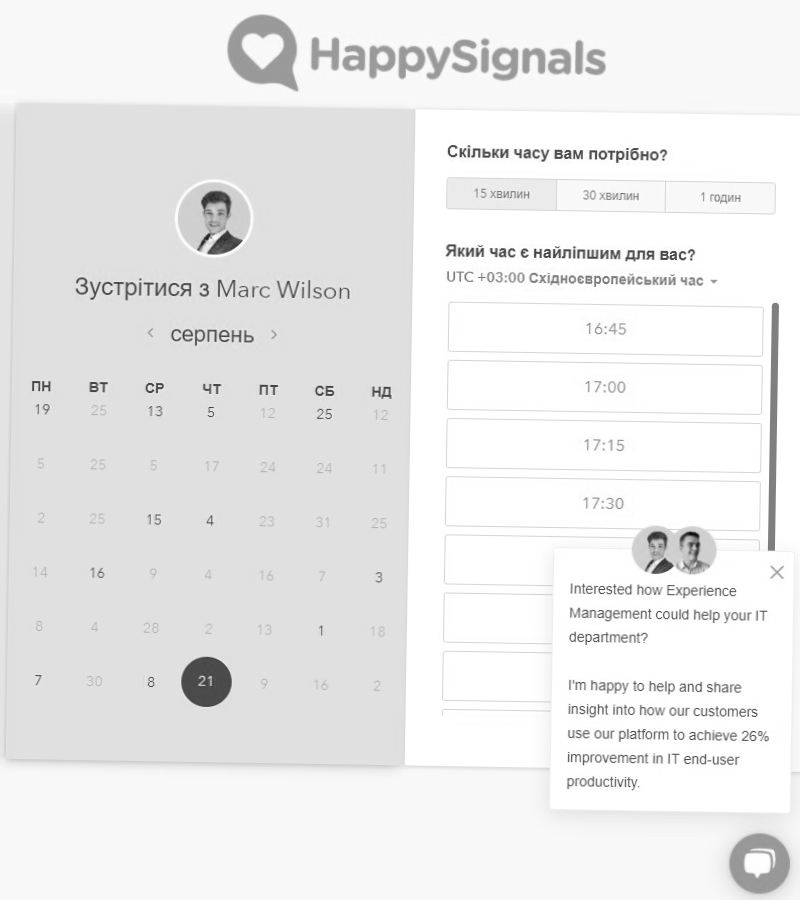 HappySignals
Зустрітися з Marc Wilson
серпень
ПН ВТ СР ЧТ ПТ СБ НД
19 25 13 5 12 25 12
5 25 5 17 24 24 11
2 25 15 4 23 31 25
14 16 9 4 16 7 3
8 4 28 2 13 1 18
7 30 8 21 9 16 2
Скільки часу вам потрібно?
15 хвилин 30 хвилин 1 годин
Який час є найліпшим для вас?
UTC +03:00 Східноєвропейський час
16:45
17:00
17:15
17:30
Interested how Experience
Management could help your IT
department?
I'm happy to help and share
insight into how our customers
use our platform to achieve 26%
improvement in IT end-user
productivity.